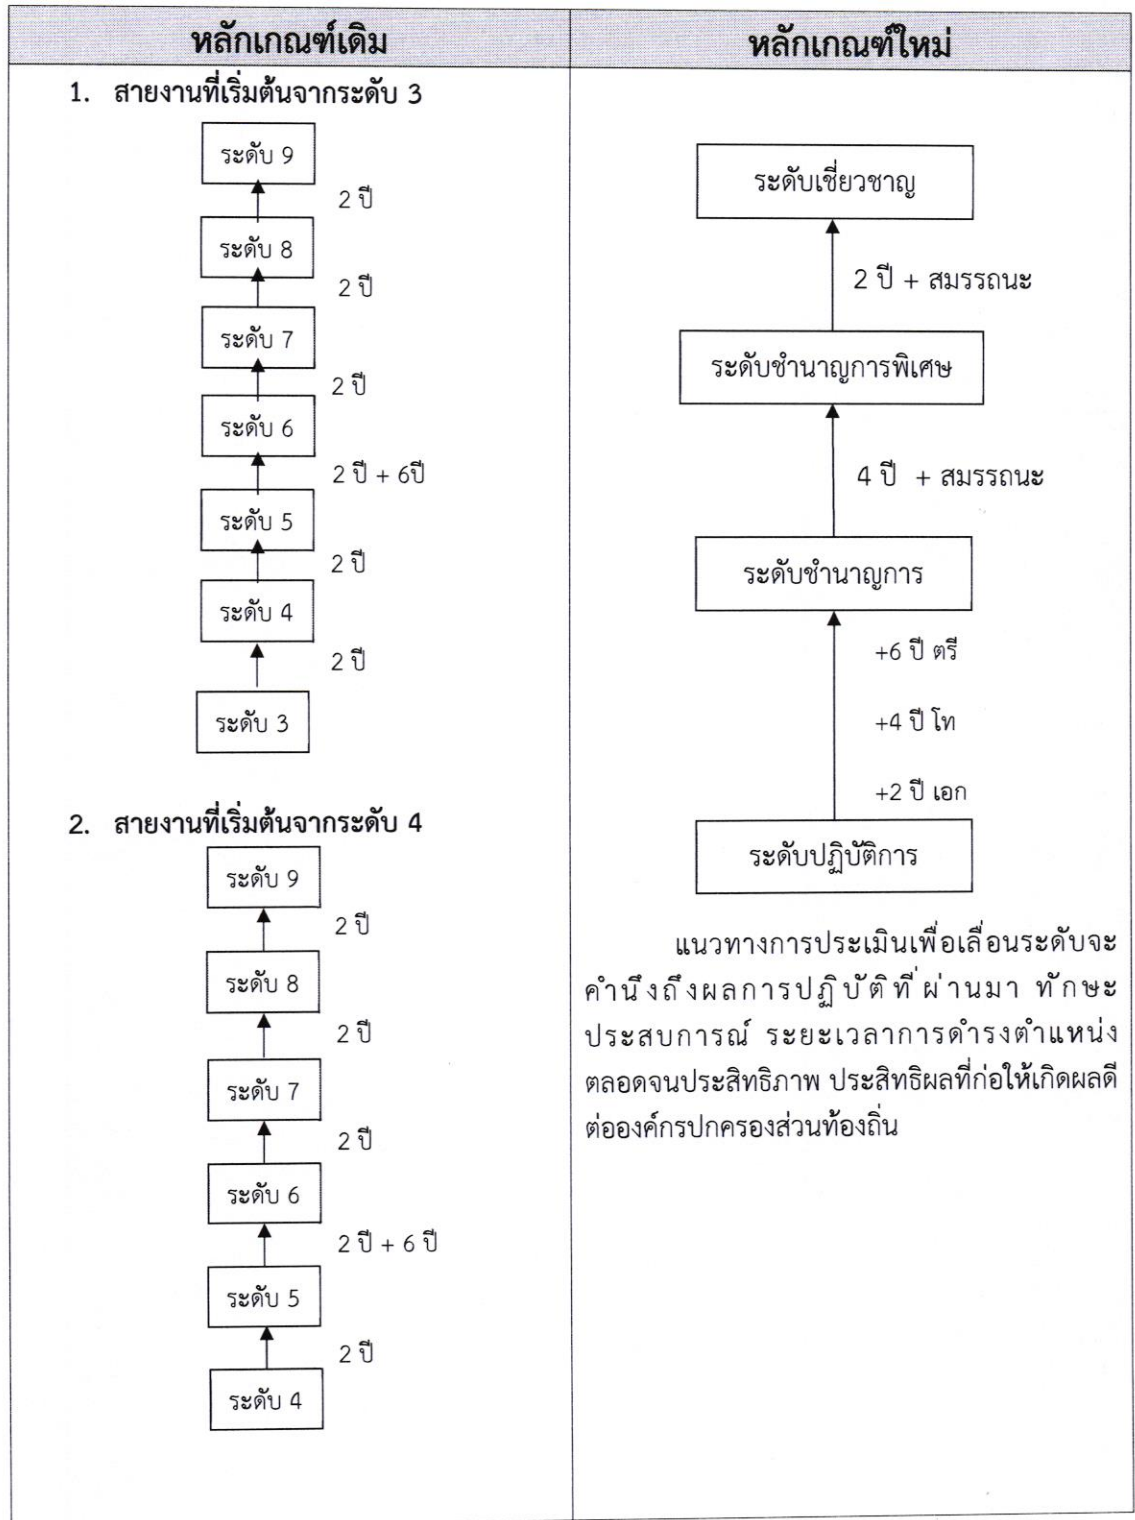 หลักเกณฑ์เดิม
หลักเกณฑ์ใหม่
1. สายงานที่เริ่มต้นจากระดับ 3
ระดับ 9
2 ปี
ระดับ 8
2 ปี
ระดับ 7
2 ปี
ระดับ 6
2 ปี + 6ปี
ระดับ 5
2 ปี
ระดับ 4
2 ปี
ระดับ 3
2. สายงานที่เริ่มต้นจากระดับ 4
ระดับ 9
2 ปี
ระดับ 8
2 ปี
ระดับ 7
2 ปี
ระดับ 6
2 ปี + 6 ปี
ระดับ 5
2 ปี
ระดับ 4
ระดับเชี่ยวชาญ
2 ปี + สมรรถนะ
ระดับชำนาญการพิเศษ
4 ปี + สมรรถนะ
ระดับชำนาญการ
+6 ปี ตรี
+4 ปี โท
+2 ปี เอก
ระดับปฏิบัติการ
แนวทางการประเมินเพื่อเลื่อนระดับจะ
คำนึงถึงผลการปฏิบัติที่ผ่านมา ทักษะ
ประสบการณ์ ระยะเวลาการดำรงตำแหน่ง
ตลอดจนประสิทธิภาพ ประสิทธิผลที่ก่อให้เกิดผลดี
ต่อองค์กรปกครองส่วนท้องถิ่น